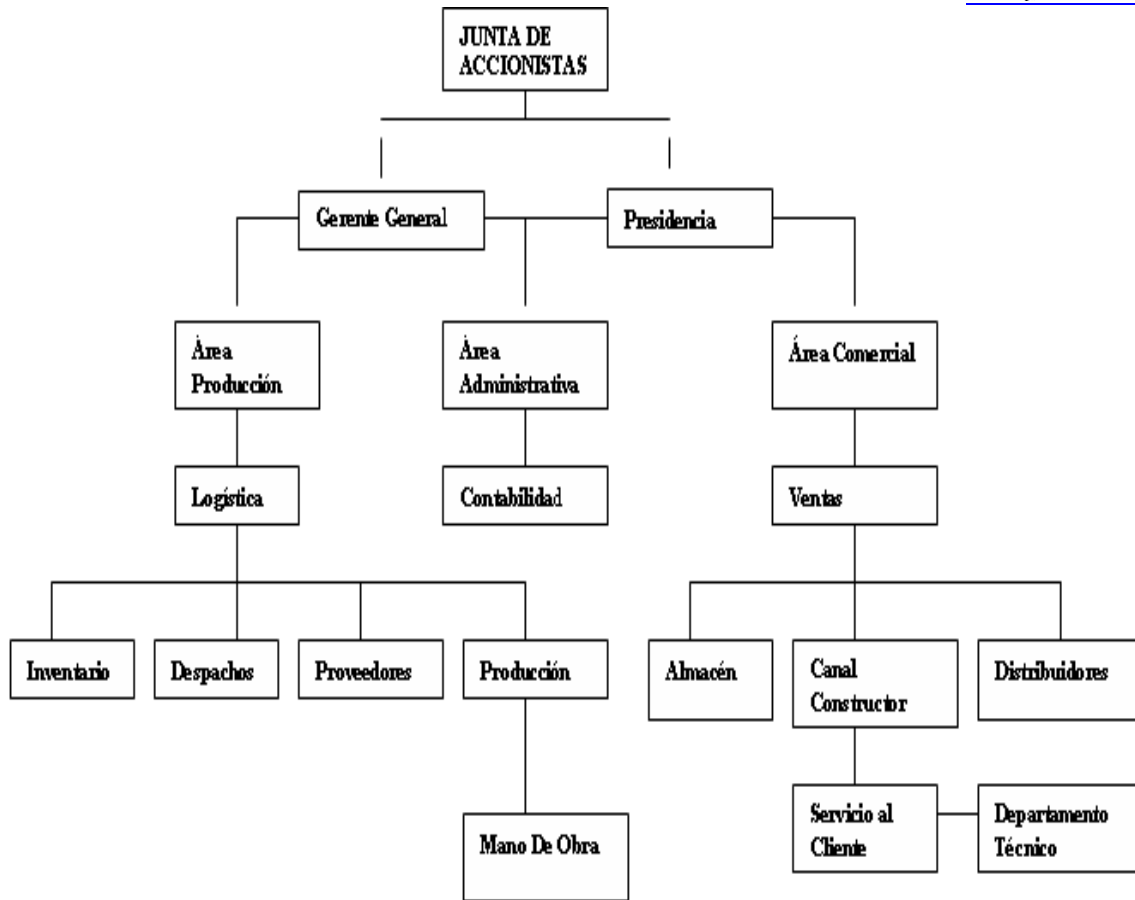 JUNTA DE
ACCIONISTAS
Gerente General
Presidencia
Área
Producción
Área
Administrativa
Área Comercial
Logística
Contabilidad
Ventas
Inventario
Despachos
Proveedores
Producción
Almacén
Canal
Constructor
Distribuidores
Servicio al
Cliente
Departamento
Técnico
Mano De Obra